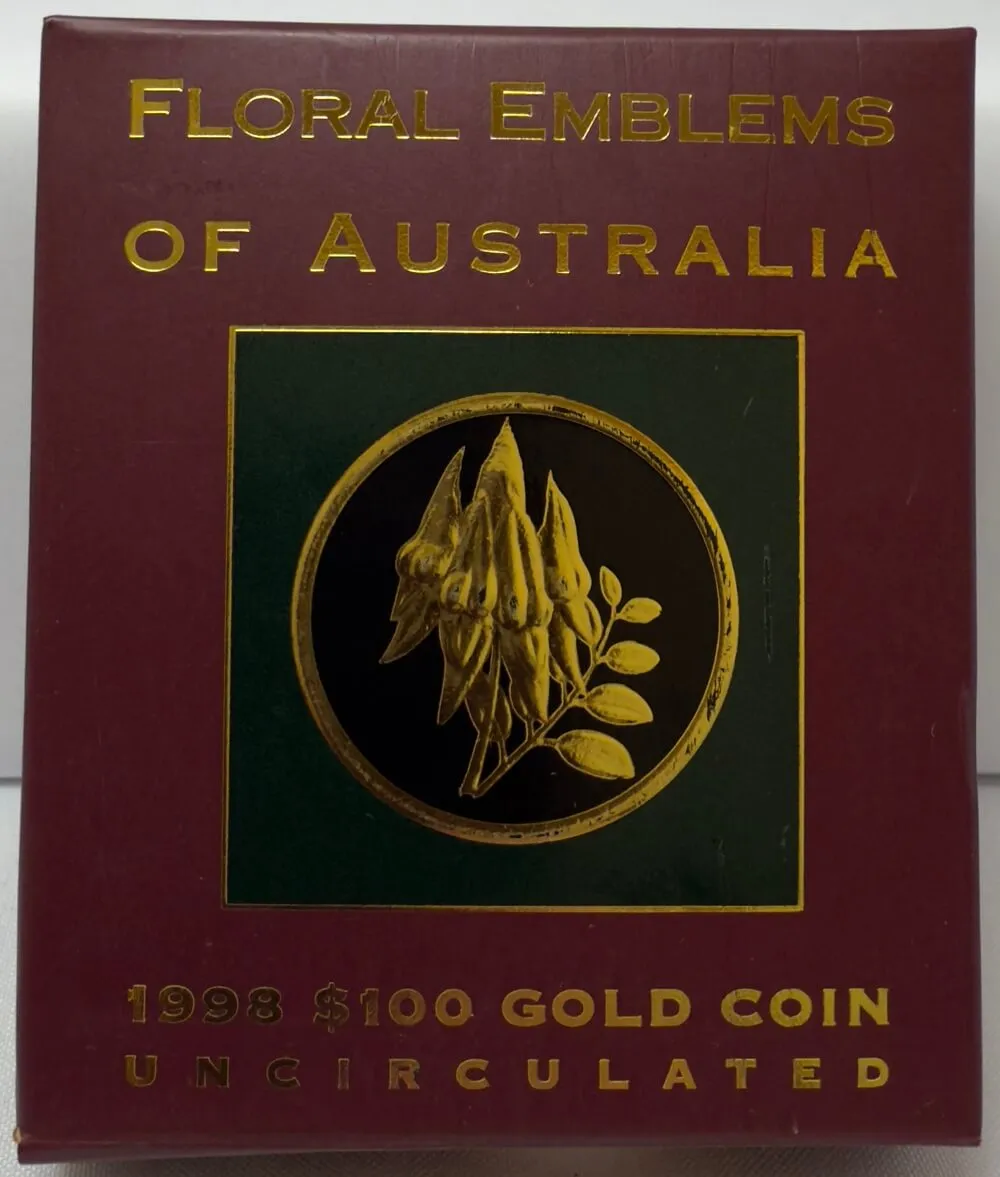 FLORAL EMBLEMS
OF AUSTRALIA
1998 $100 GOLD COIN
UNCIRCULATED